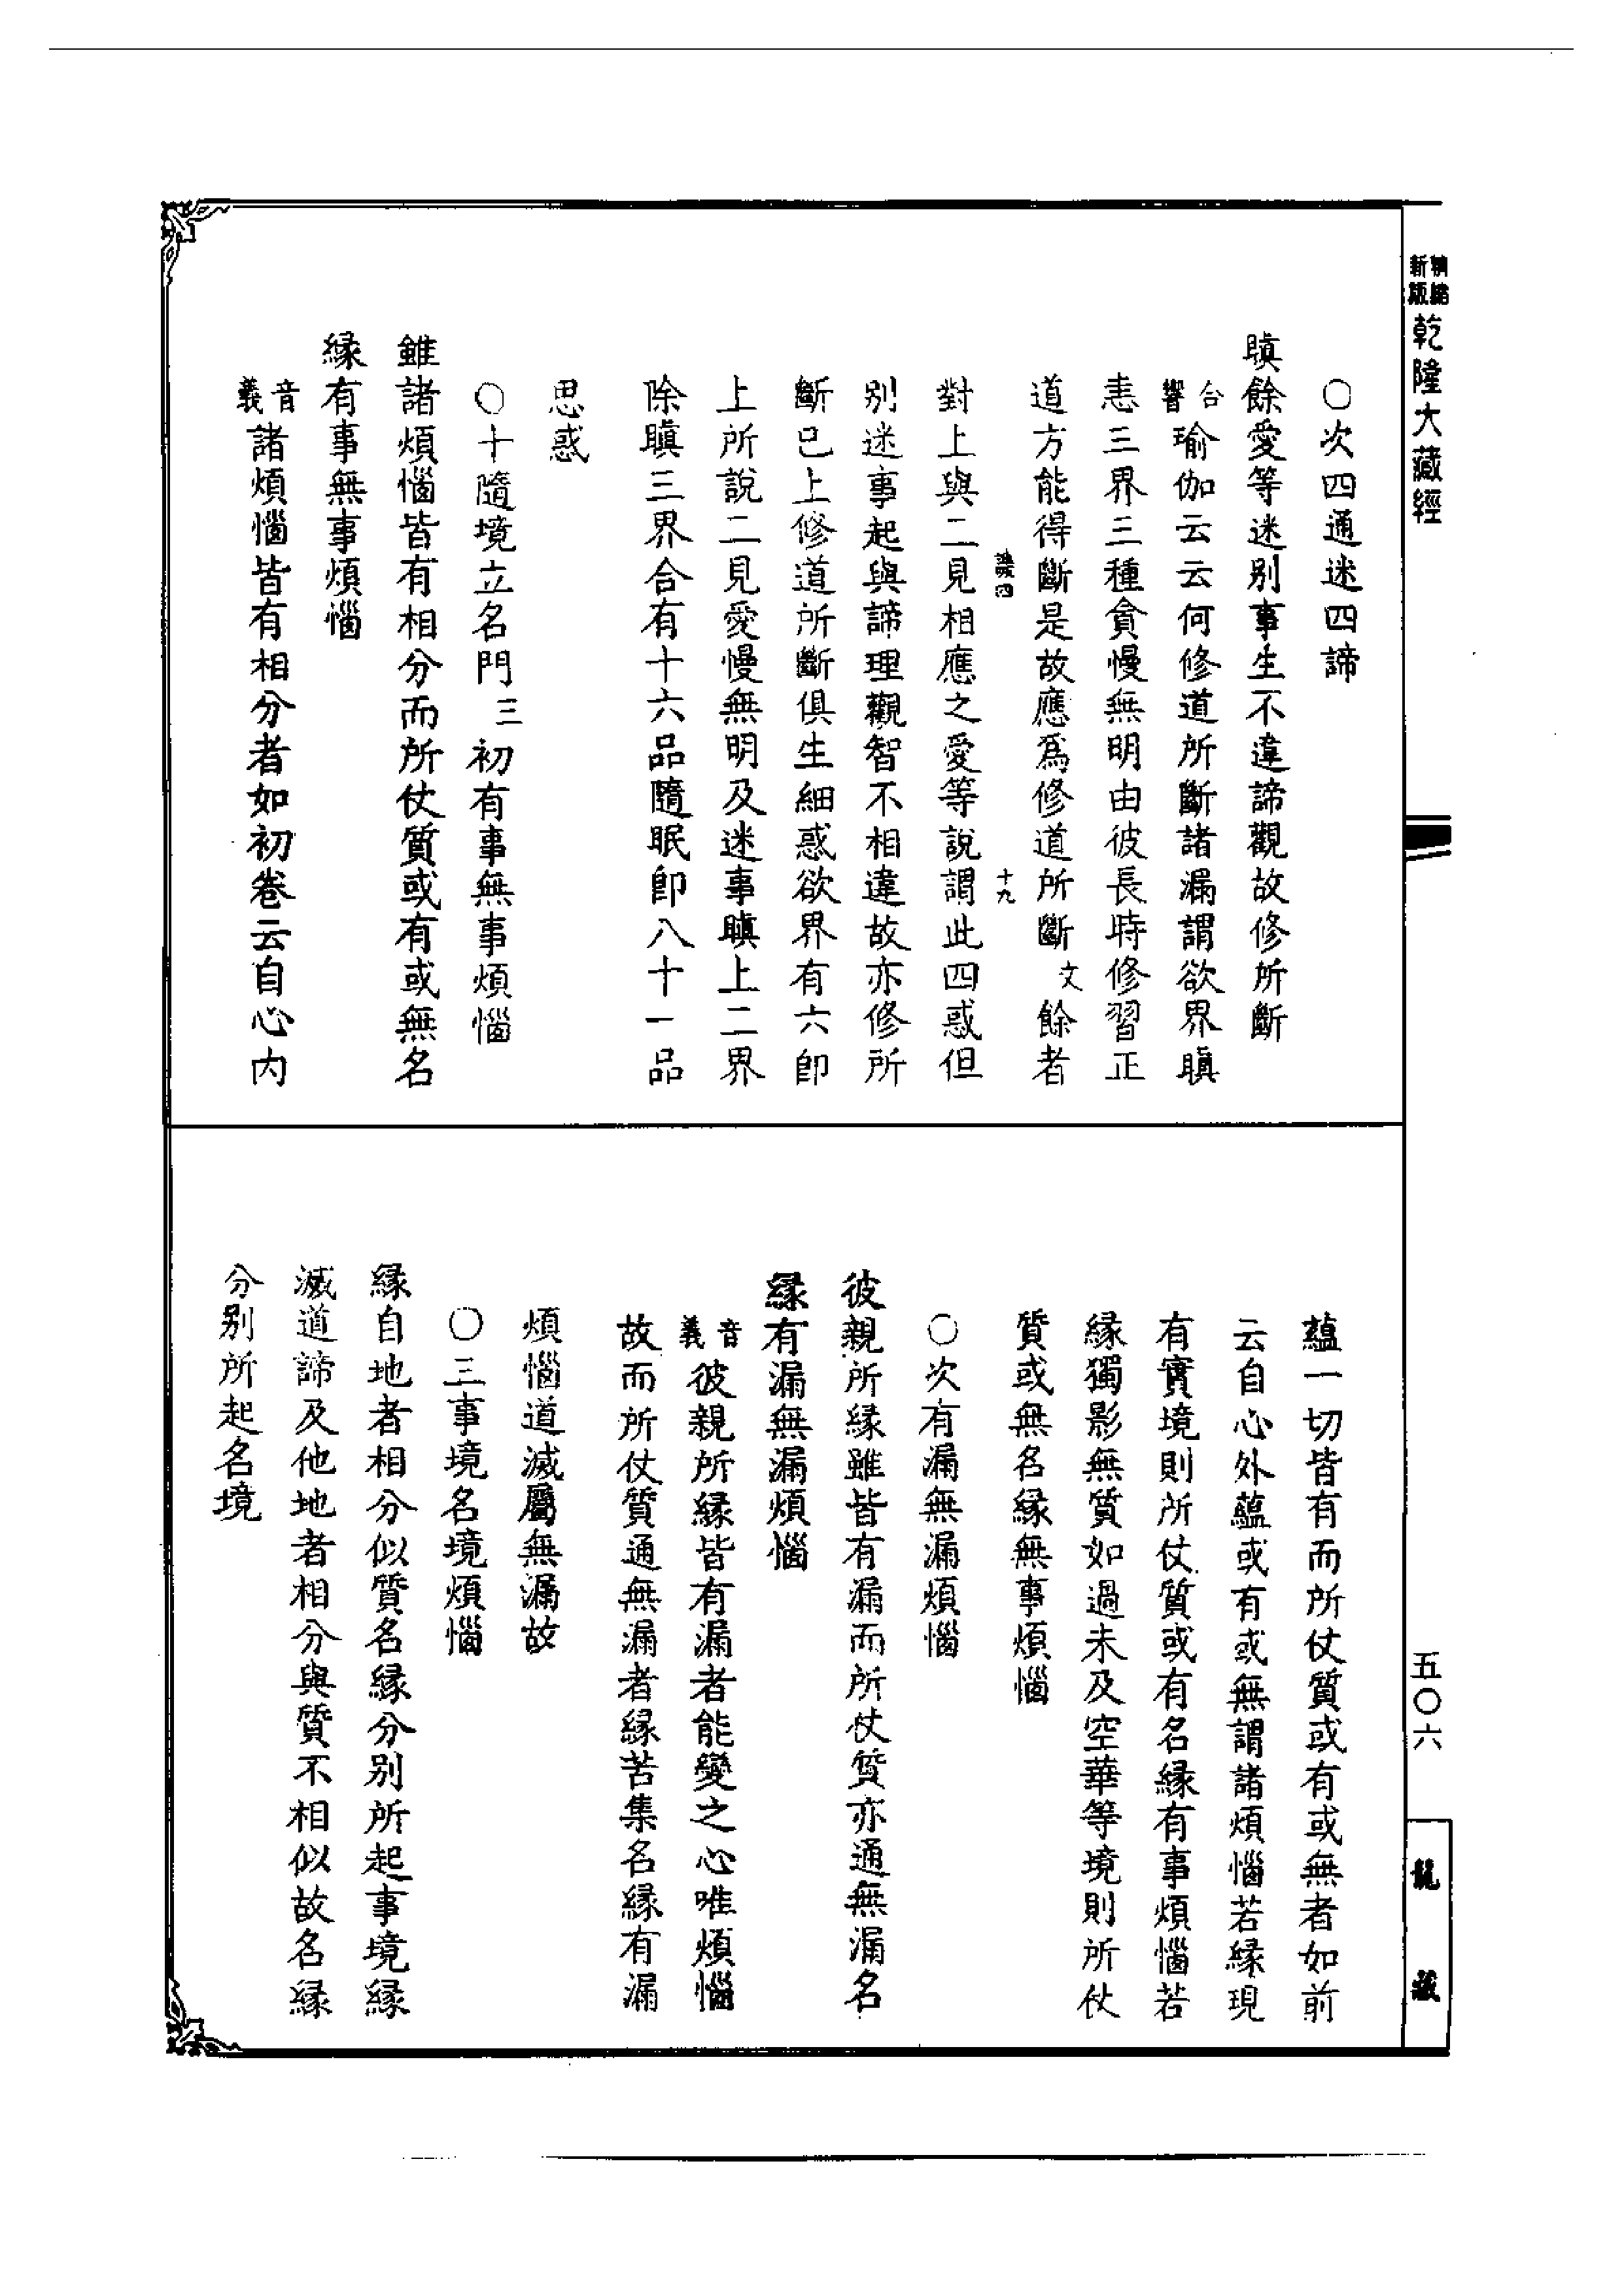 精縮
新版
乾隆大藏經
五〇六
龍藏
〇次四通迷四諦
瞋餘愛等迷別事生不違諦觀故修所斷
合響瑜伽云云何修道所斷諸漏謂欲界瞋
恚三界三種貪慢無明由彼長時修習正
道方能得斷是故應爲修道所斷文餘者
十九
對上與二見相應之愛等說謂此四惑但
別迷事起與諦理觀智不相違故亦修所
斷已上修道所斷俱生細惑欲界有六卽
上所說二見愛慢無明及迷事瞋上二界
除瞋三界合有十六品隨眠卽八十一品
思惑
〇十隨境立名門三初有事無事煩惱
雖諸煩惱皆有相分而所仗質或有或無名
緣有事無事煩惱
音義諸煩惱皆有相分者如初卷云自心內
蘊一切皆有而所仗質或有或無者如前
云自心外蘊或有或無謂諸煩惱若緣現
有實境則所仗質或有名緣有事煩惱若
緣獨影無質如過未及空華等境則所仗
質或無名緣無事煩惱
〇次有漏無漏煩惱
彼親所緣雖皆有漏而所仗質亦通無漏名
緣有漏無漏煩惱
音義彼親所緣皆有漏者能變之心唯煩惱
故而所仗質通無漏者緣苦集名緣有漏
煩惱道滅屬無漏故
〇三事境名境煩惱
緣自地者相分似質名緣分別所起事境緣
滅道諦及他地者相分與質不相似故名緣
分別所起名境